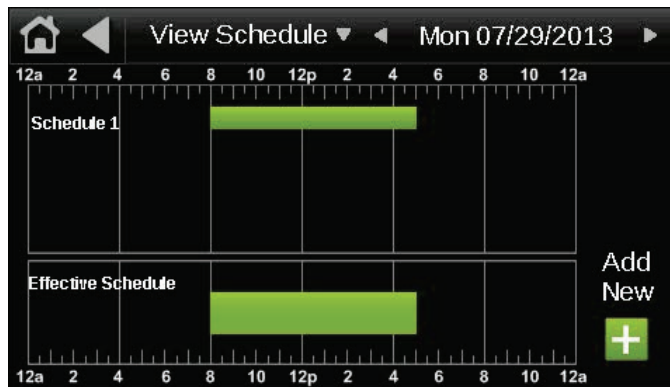 View Schedule Mon 07/29/2013
12a 2 4 6 8 10 12p 2 4 6 8 10 12a
Schedule 1
Effective Schedule
Add
New
12a 2 4 6 8 10 12p 2 4 6 8 10 12a